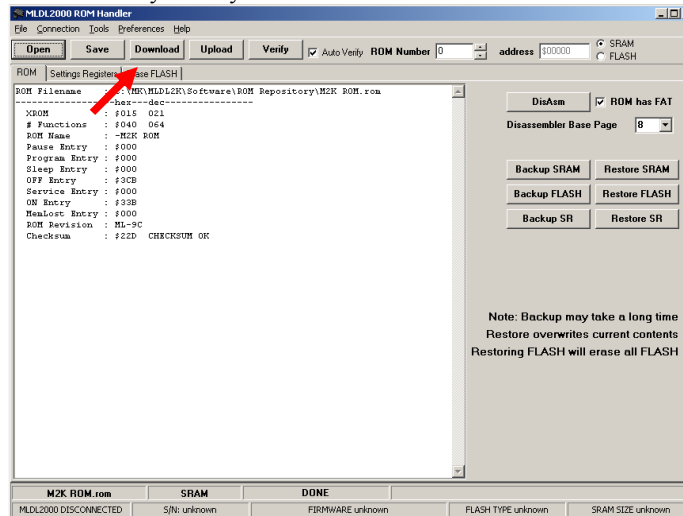 MLDL2000 ROM Handler
File Connection Tools Preferences Help
Open Save Download Upload Verify Auto Verify ROM Number 0 address $00000 SRAM
FLASH
ROM Settings Registers FLASH
ROM Filename : \MK\MLDL2K\Software\ROM Repository\M2K ROM.rom
----------------hex---dec-----------------
XROM : $015 021
# Functions : $040 064
ROM Name : -M2K ROM
Pause Entry : $000
Program Entry : $000
Sleep Entry : $000
OFF Entry : $3CB
Service Entry : $000
ON Entry : $33B
MemLost Entry : $000
ROM Revision : ML-9C
Checksum : $22D CHECKSUM OK
DisAsm ROM has FAT
Disassembler Base Page 8
Backup SRAM Restore SRAM
Backup FLASH Restore FLASH
Backup SR Restore SR
Note: Backup may take a long time
Restore overwrites current contents
Restoring FLASH will erase all FLASH
M2K ROM.rom SRAM DONE
MLDL2000 DISCONNECTED S/N: unknown FIRMWARE unknown FLASH TYPE unknown SRAM SIZE unknown